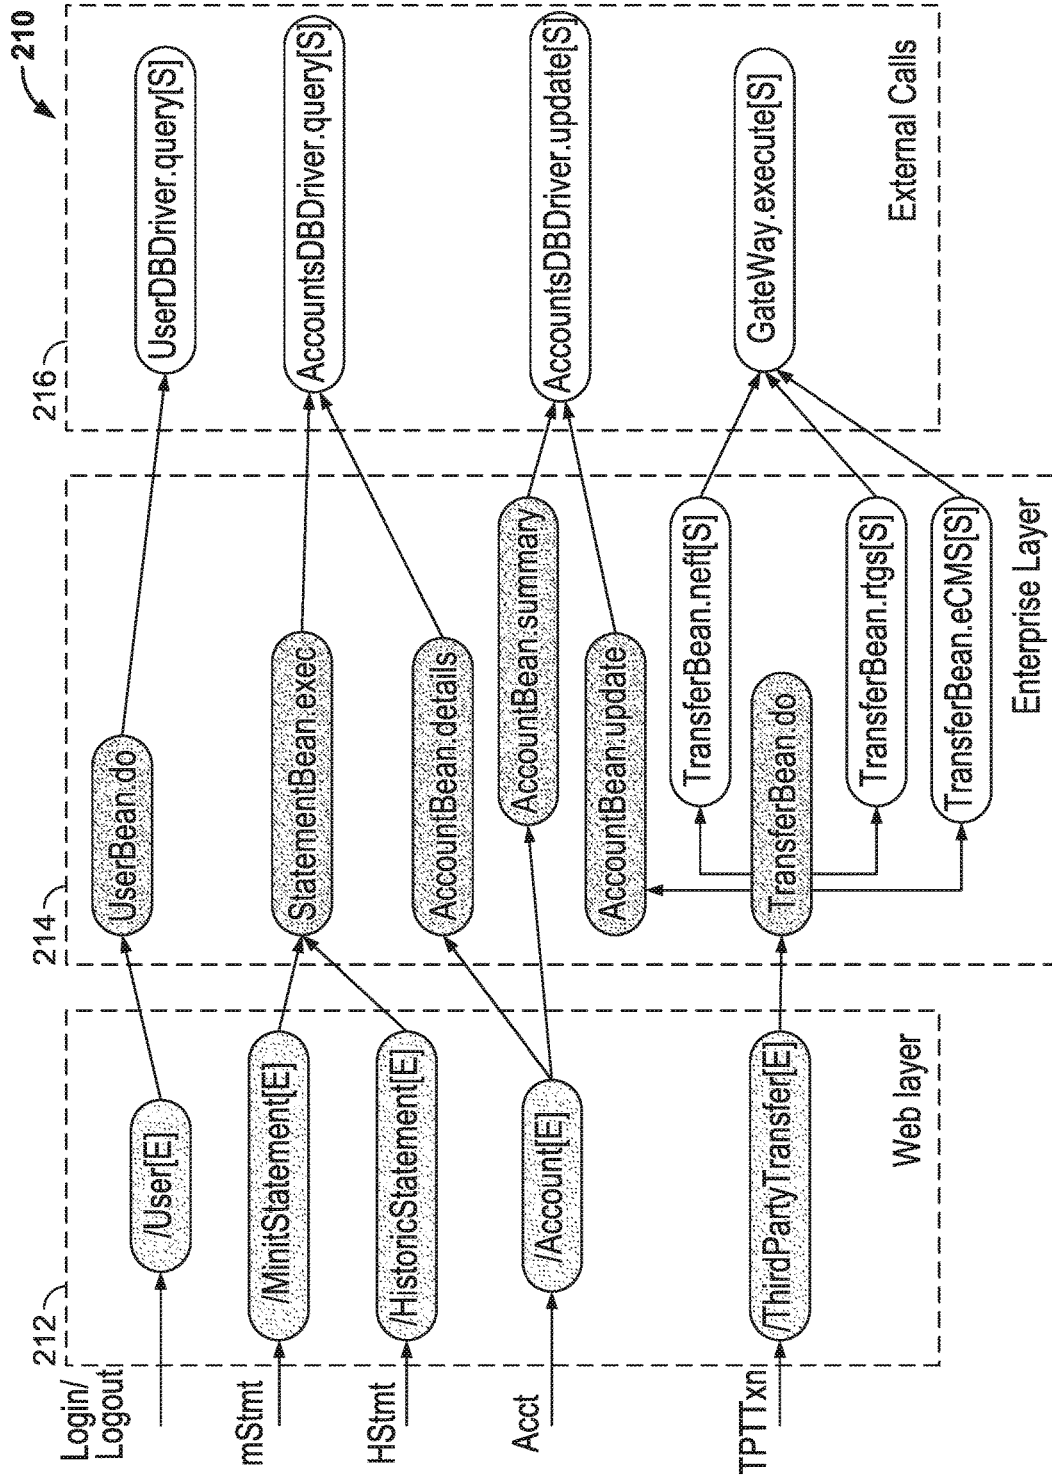 210
212
214
216
Login/
Logout
/User[E]
UserBean.do
UserDBDriver.query[S]
mStmt
/MinitStatement[E]
StatementBean.exec
AccountsDBDriver.query[S]
HStmt
/HistoricStatement[E]
AccountBean.details
Acct
/Account[E]
AccountBean.summary
AccountsDBDriver.update[S]
AccountBean.update
TransferBean.neft[S]
GateWay.execute[S]
TPTTxn
/ThirdPartyTransfer[E]
TransferBean.do
TransferBean.rtgs[S]
TransferBean.eCMS[S]
Web layer
Enterprise Layer
External Calls